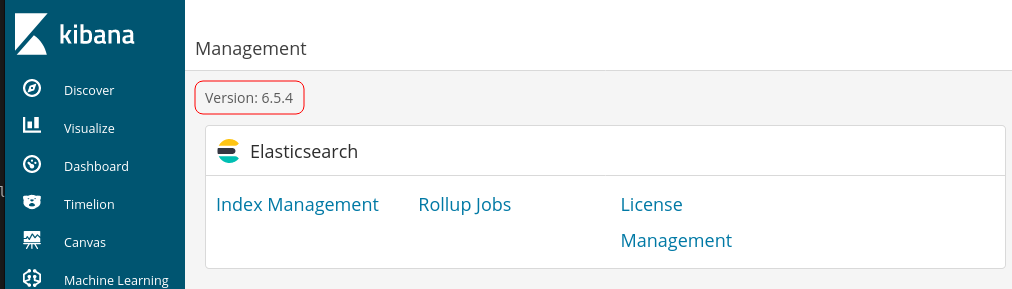 kibana
Management
Discover
Version: 6.5.4
Visualize
Elasticsearch
Dashboard
Timelion
Index Management Rollup Jobs License
Management
Canvas
Machine Learning